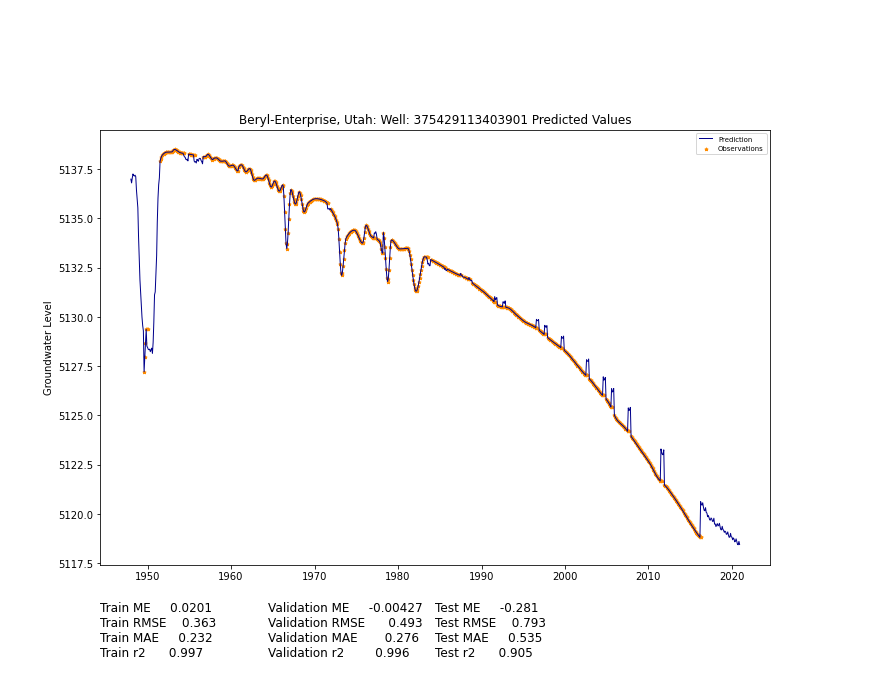 Beryl-Enterprise, Utah: Well: 375429113403901 Predicted Values
Prediction
Observations
Groundwater Level
5137.5
5135.0
5132.5
5130.0
5127.5
5125.0
5122.5
5120.0
5117.5
1950 1960 1970 1980 1990 2000 2010 2020
Train ME 0.0201 Validation ME -0.00427 Test ME -0.281
Train RMSE 0.363 Validation RMSE 0.493 Test RMSE 0.793
Train MAE 0.232 Validation MAE 0.276 Test MAE 0.535
Train r2 0.997 Validation r2 0.996 Test r2 0.905